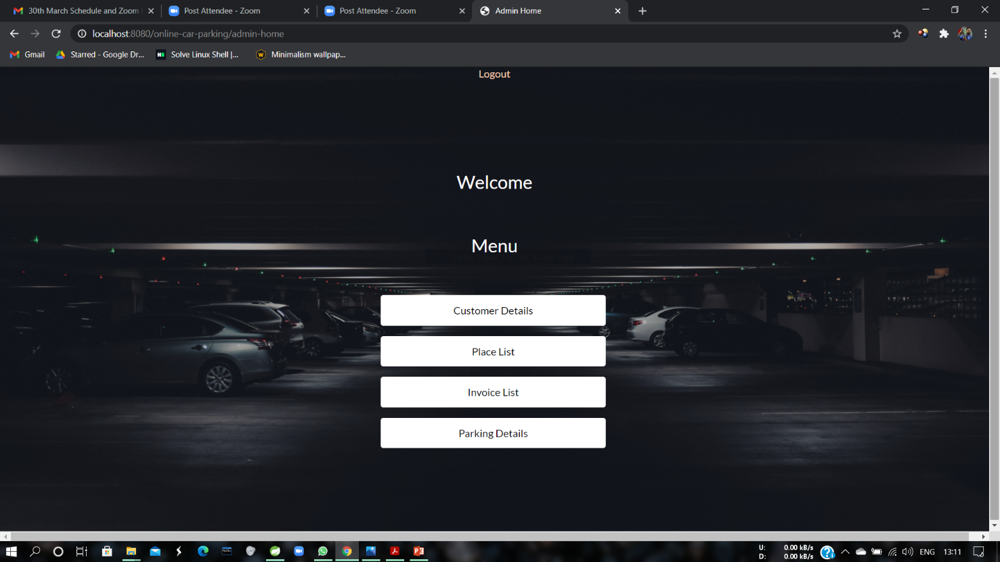 30th March Schedule and Zoom
Post Attendee - Zoom
Post Attendee - Zoom
Admin Home
localhost:8080/online-car-parking/admin-home
Gmail
Starred - Google Dr...
Solve Linux Shell |...
Minimalism wallpap...
Logout
Welcome
Menu
Customer Details
Place List
Invoice List
Parking Details
U: 0.00 kB/s
D: 0.00 kB/s
ENG
13:11